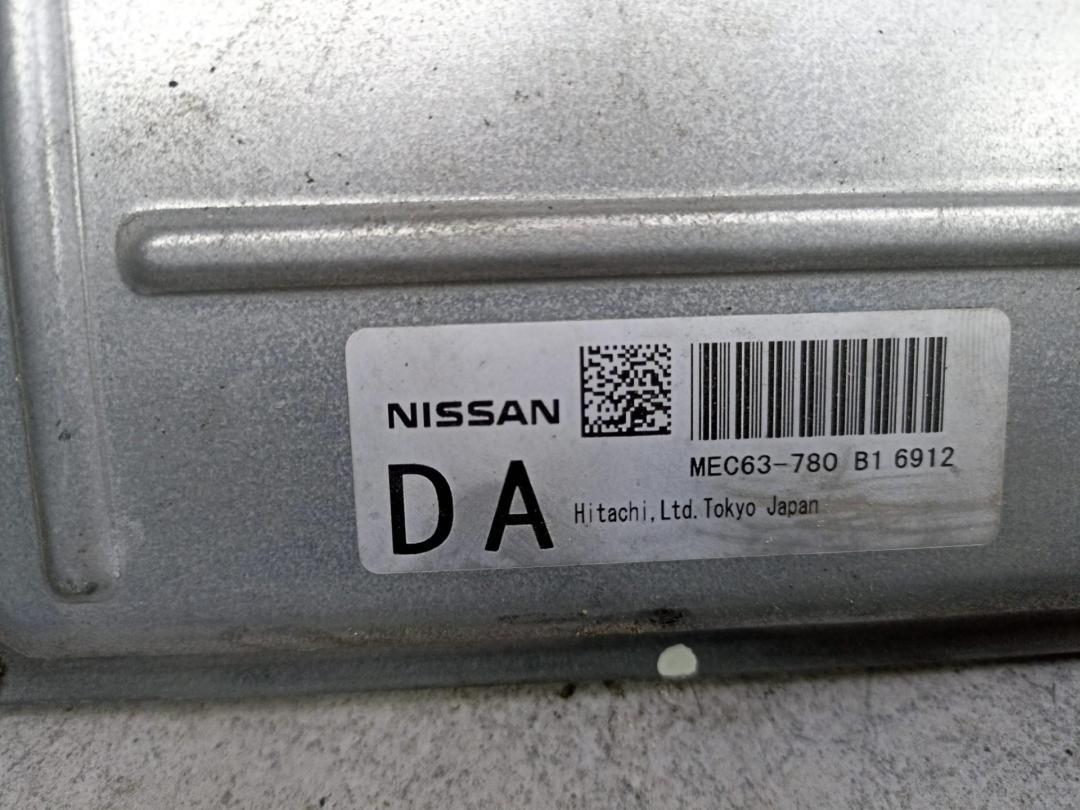 NISSAN
MEC63-780 B1 6912
DA
Hitachi,Ltd.Tokyo Japan